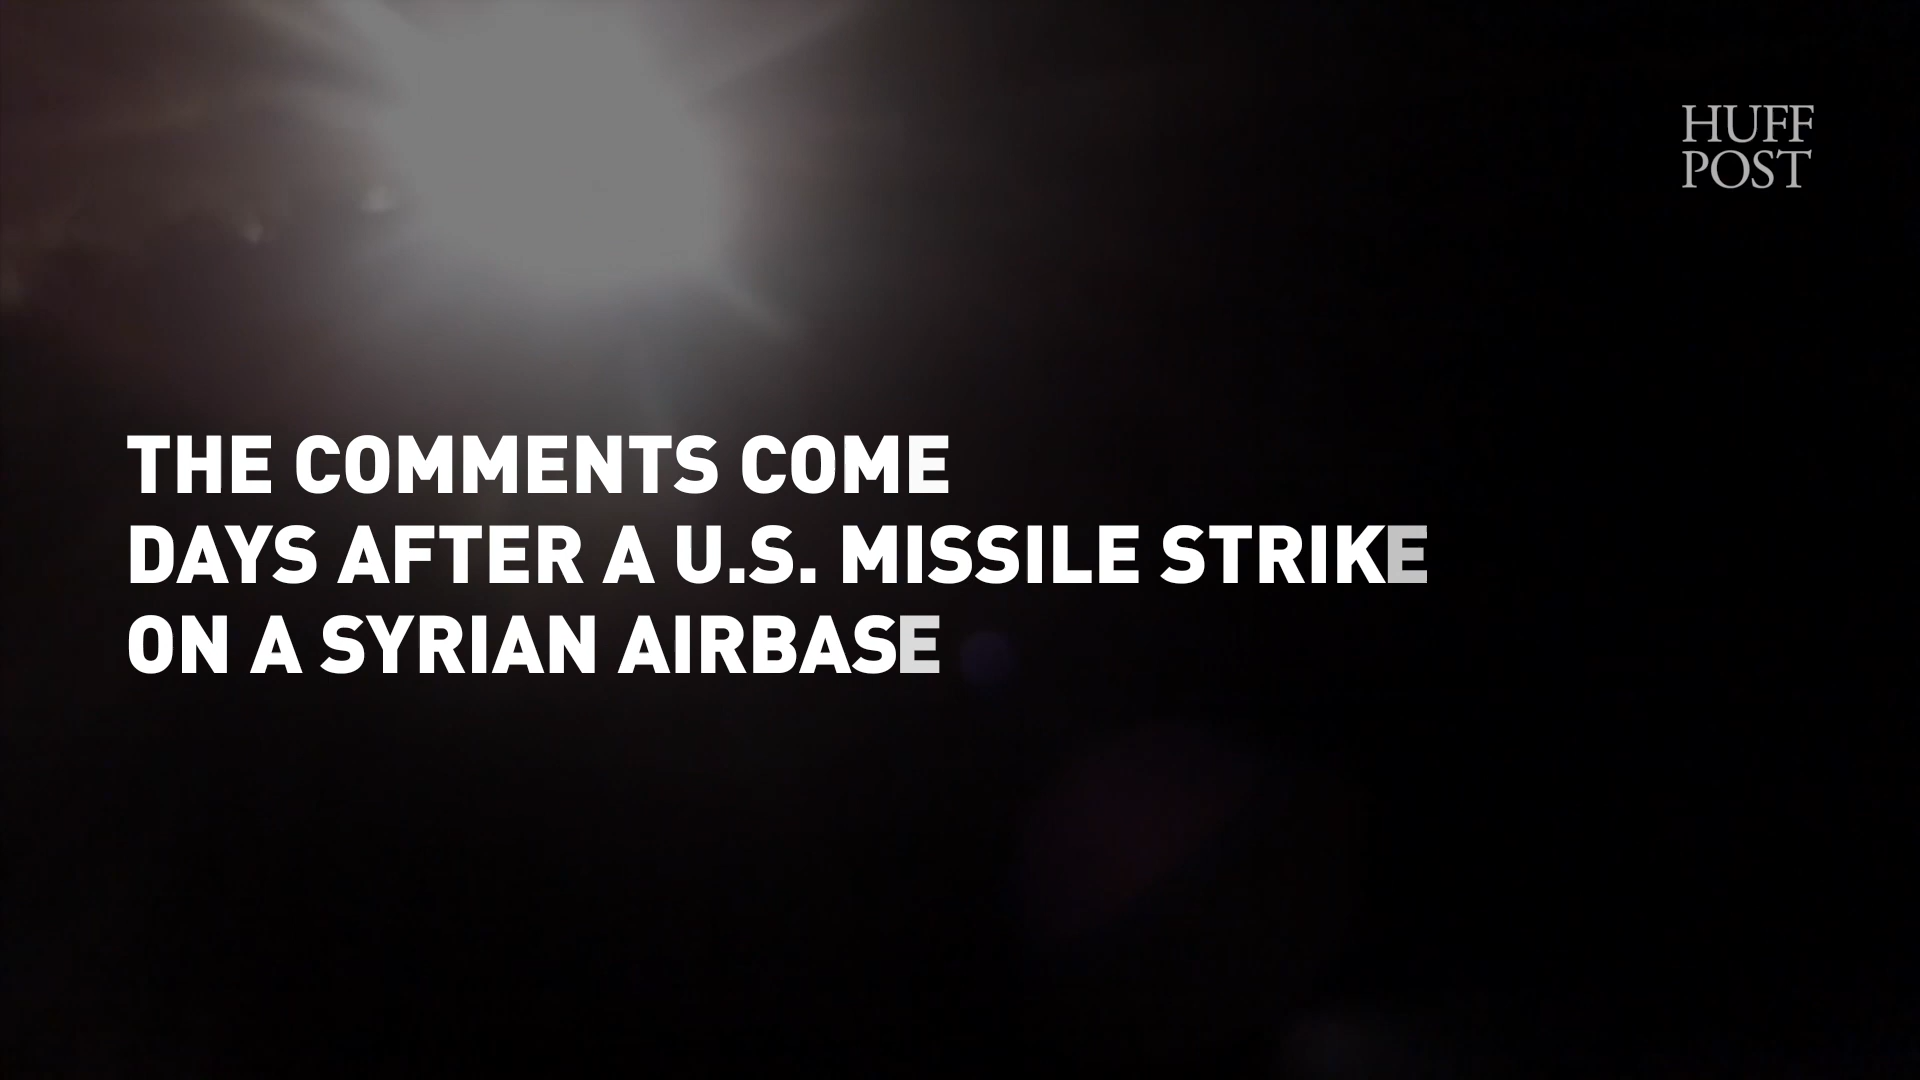 HUFF
POST
THE COMMENTS COME
DAYS AFTER A U.S. MISSILE STRIKE
ON A SYRIAN AIRBASE